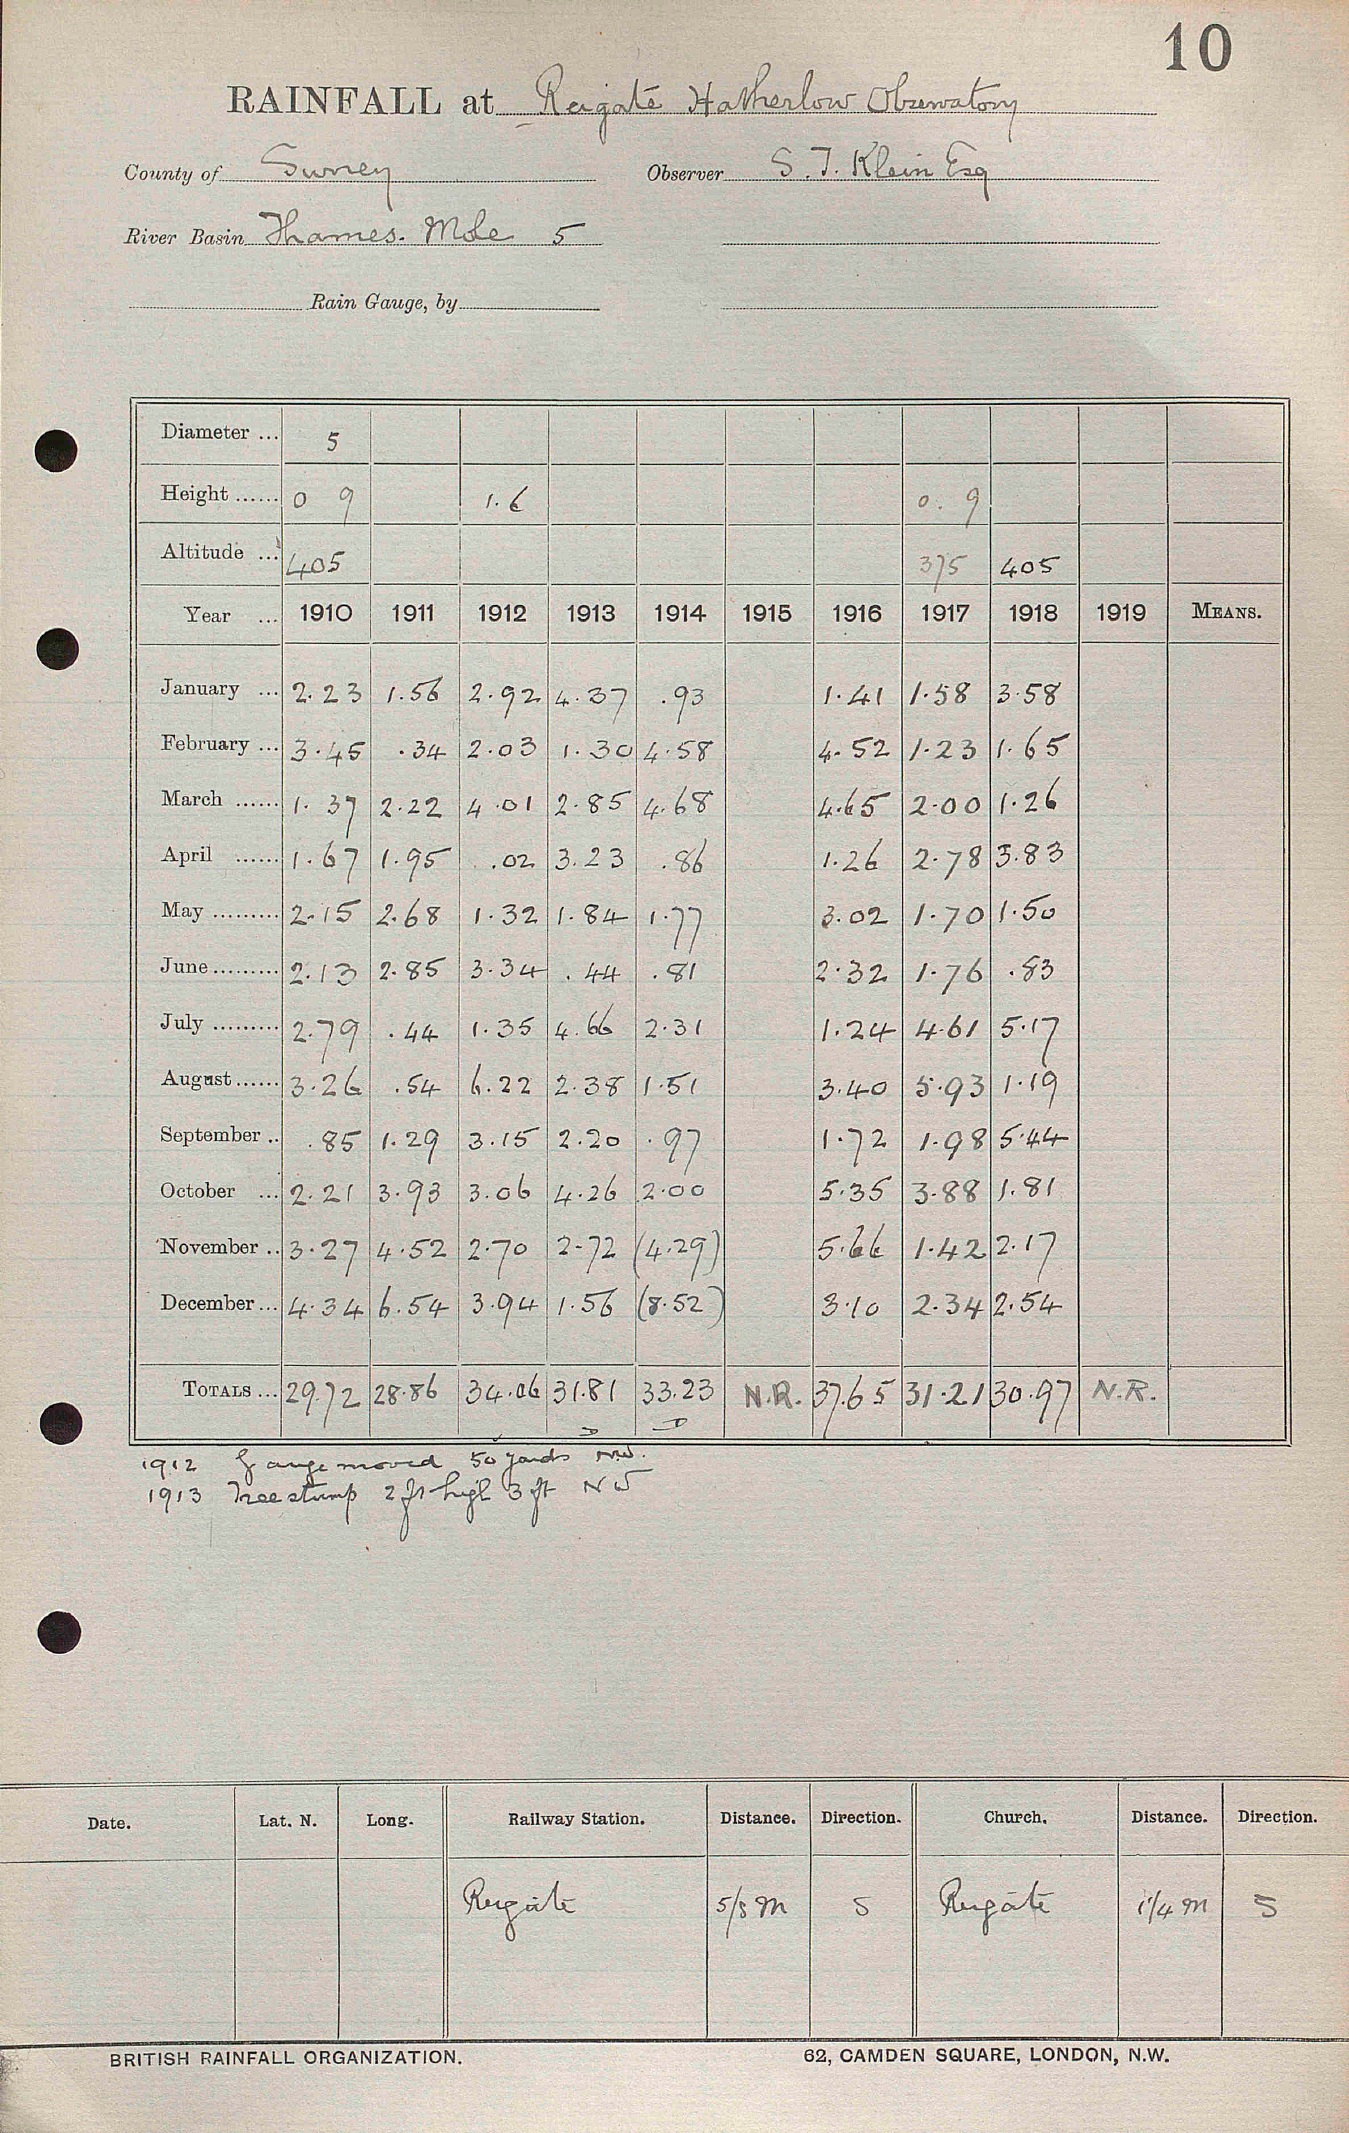 10
RAINFALL at Reigate Hatherlow Observatory
County of Surrey Observer S. T. Klein Esq
River Basin Thames. Mole 5
Rain Gauge, by
Diameter ... 5
Height ...... 0 9 1.6 0. 9
Altitude ... 405 375 405
Year ... 1910 1911 1912 1913 1914 1915 1916 1917 1918 1919 MEANS.
January ... 2.23 1.56 2.92 4.37 .93 1.41 1.58 3.58
February ... 3.45 .34 2.03 1.30 4.58 4.52 1.23 1.65
March ...... 1.37 2.22 4.01 2.85 4.68 4.65 2.00 1.26
April ...... 1.67 1.95 .02 3.23 .86 1.26 2.78 3.83
May ......... 2.15 2.68 1.32 1.84 1.77 3.02 1.70 1.50
June ......... 2.13 2.85 3.34 .44 .81 2.32 1.76 .83
July ......... 2.79 .44 1.35 4.66 2.31 1.24 4.61 5.17
August ...... 3.26 .54 6.22 2.38 1.51 3.40 5.93 1.19
September .. .85 1.29 3.15 2.20 .97 1.72 1.98 5.44
October ... 2.21 3.93 3.06 4.26 2.00 5.35 3.88 1.81
November .. 3.27 4.52 2.70 2.72 (4.29) 5.66 1.42 2.17
December ... 4.34 6.54 3.94 1.56 (8.52) 3.10 2.34 2.54
TOTALS ... 29.72 28.86 34.06 31.81 33.23 N.R. 37.65 31.21 30.97 N.R.
1912 Gauge moved 50 yards NW.
1913 Tree stump 2 ft high 3 ft NW
Date. Lat. N. Long. Railway Station. Distance. Direction. Church. Distance. Direction.
Reigate 5/8 m S Reigate 1/4 m S
BRITISH RAINFALL ORGANIZATION. 62, CAMDEN SQUARE, LONDON, N.W.